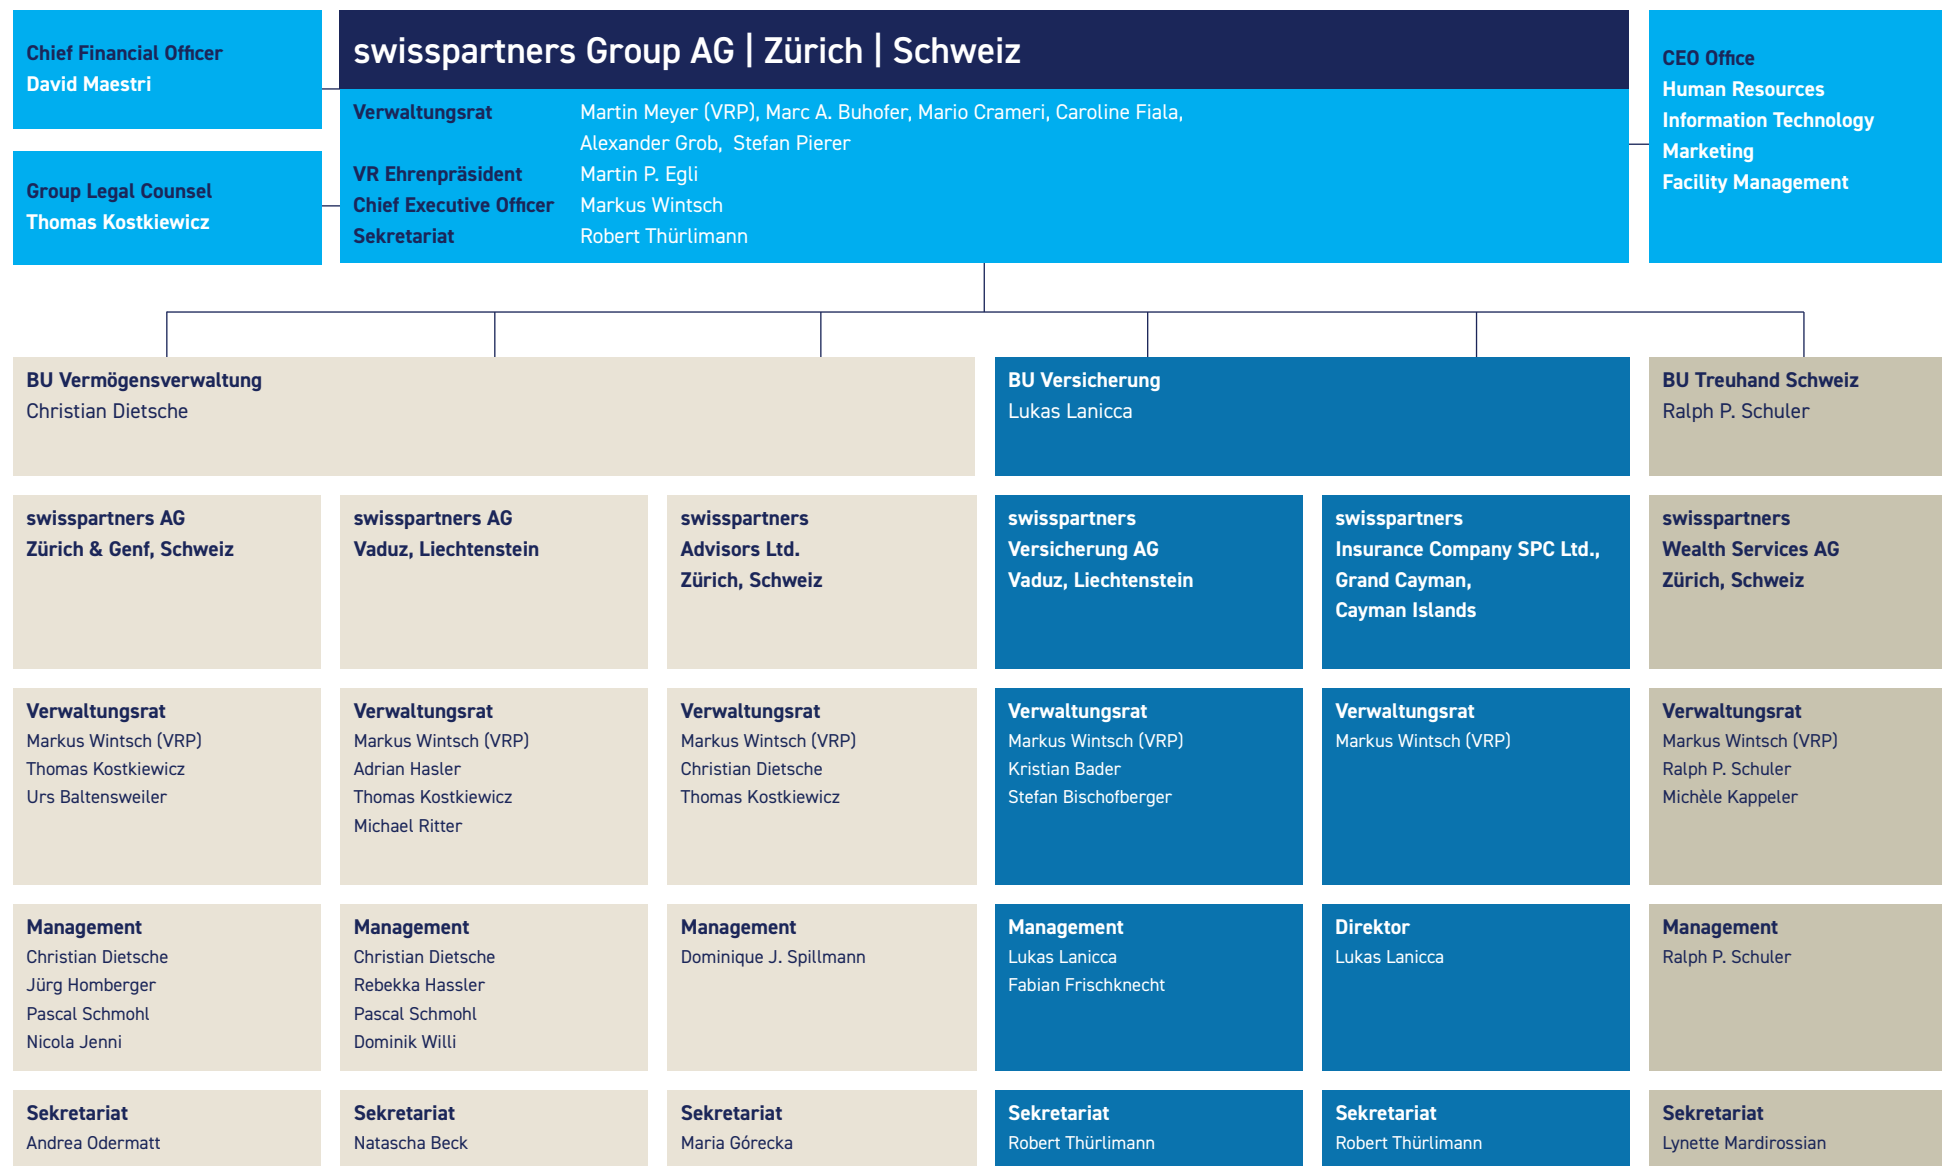 Chief Financial Officer
David Maestri
Group Legal Counsel
Thomas Kostkiewicz
swisspartners Group AG | Zürich | Schweiz
Verwaltungsrat Martin Meyer (VRP), Marc A. Buhofer, Mario Crameri, Caroline Fiala,
Alexander Grob, Stefan Pierer
VR Ehrenpräsident Martin P. Egli
Chief Executive Officer Markus Wintsch
Sekretariat Robert Thürlimann
CEO Office
Human Resources
Information Technology
Marketing
Facility Management
BU Vermögensverwaltung
Christian Dietsche
BU Versicherung
Lukas Lanicca
BU Treuhand Schweiz
Ralph P. Schuler
swisspartners AG
Zürich & Genf, Schweiz
swisspartners AG
Vaduz, Liechtenstein
swisspartners
Advisors Ltd.
Zürich, Schweiz
swisspartners
Versicherung AG
Vaduz, Liechtenstein
swisspartners
Insurance Company SPC Ltd.,
Grand Cayman,
Cayman Islands
swisspartners
Wealth Services AG
Zürich, Schweiz
Verwaltungsrat
Markus Wintsch (VRP)
Thomas Kostkiewicz
Urs Baltensweiler
Verwaltungsrat
Markus Wintsch (VRP)
Adrian Hasler
Thomas Kostkiewicz
Michael Ritter
Verwaltungsrat
Markus Wintsch (VRP)
Christian Dietsche
Thomas Kostkiewicz
Verwaltungsrat
Markus Wintsch (VRP)
Kristian Bader
Stefan Bischofberger
Verwaltungsrat
Markus Wintsch (VRP)
Verwaltungsrat
Markus Wintsch (VRP)
Ralph P. Schuler
Michèle Kappeler
Management
Christian Dietsche
Jürg Homberger
Pascal Schmohl
Nicola Jenni
Management
Christian Dietsche
Rebekka Hassler
Pascal Schmohl
Dominik Willi
Management
Dominique J. Spillmann
Management
Lukas Lanicca
Fabian Frischknecht
Direktor
Lukas Lanicca
Management
Ralph P. Schuler
Sekretariat
Andrea Odermatt
Sekretariat
Natascha Beck
Sekretariat
Maria Górecka
Sekretariat
Robert Thürlimann
Sekretariat
Robert Thürlimann
Sekretariat
Lynette Mardirossian